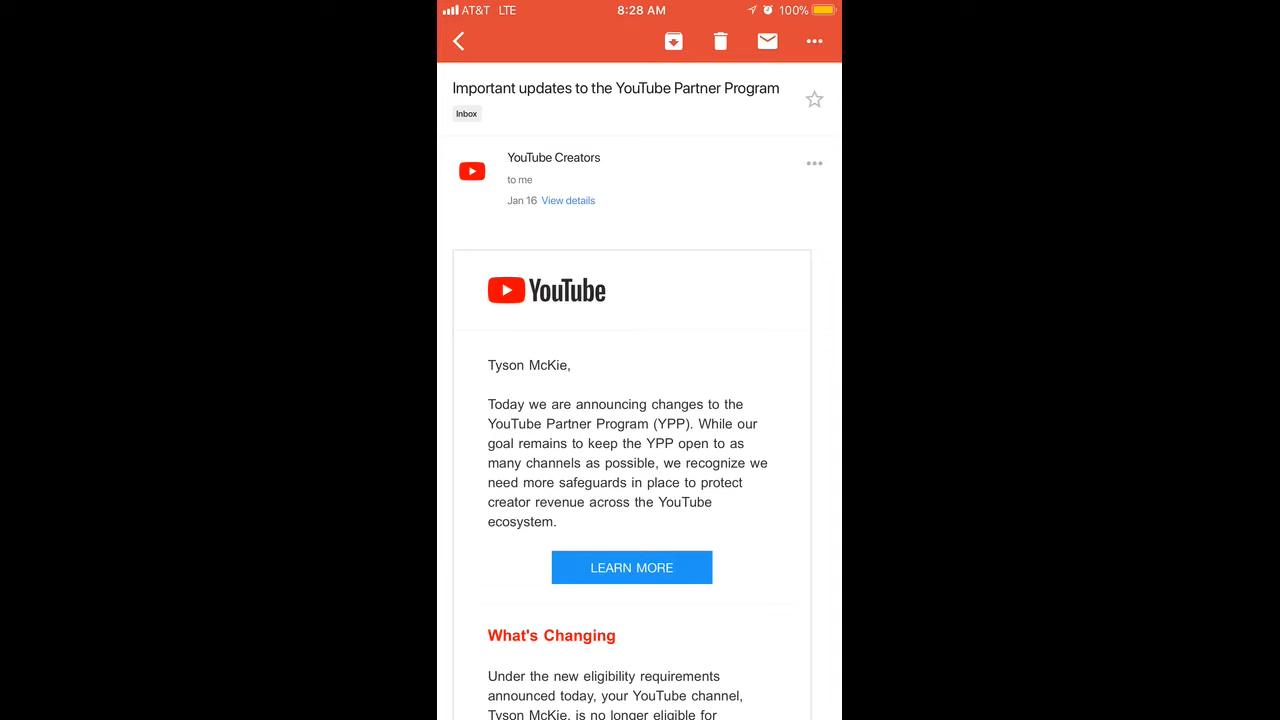 AT&T LTE 8:28 AM 100%
Important updates to the YouTube Partner Program
Inbox
YouTube Creators
to me
Jan 16 View details
YouTube
Tyson McKie,
Today we are announcing changes to the
YouTube Partner Program (YPP). While our
goal remains to keep the YPP open to as
many channels as possible, we recognize we
need more safeguards in place to protect
creator revenue across the YouTube
ecosystem.
LEARN MORE
What's Changing
Under the new eligibility requirements
announced today, your YouTube channel,
Tyson McKie, is no longer eligible for